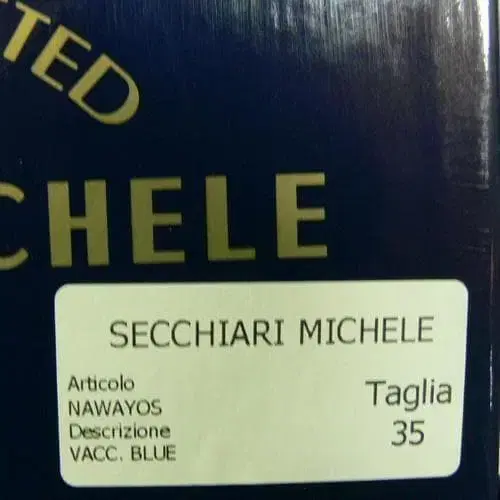 TED
CHELE
SECCHIARI MICHELE
Articolo
NAWAYOS
Descrizione
VACC. BLUE
Taglia
35